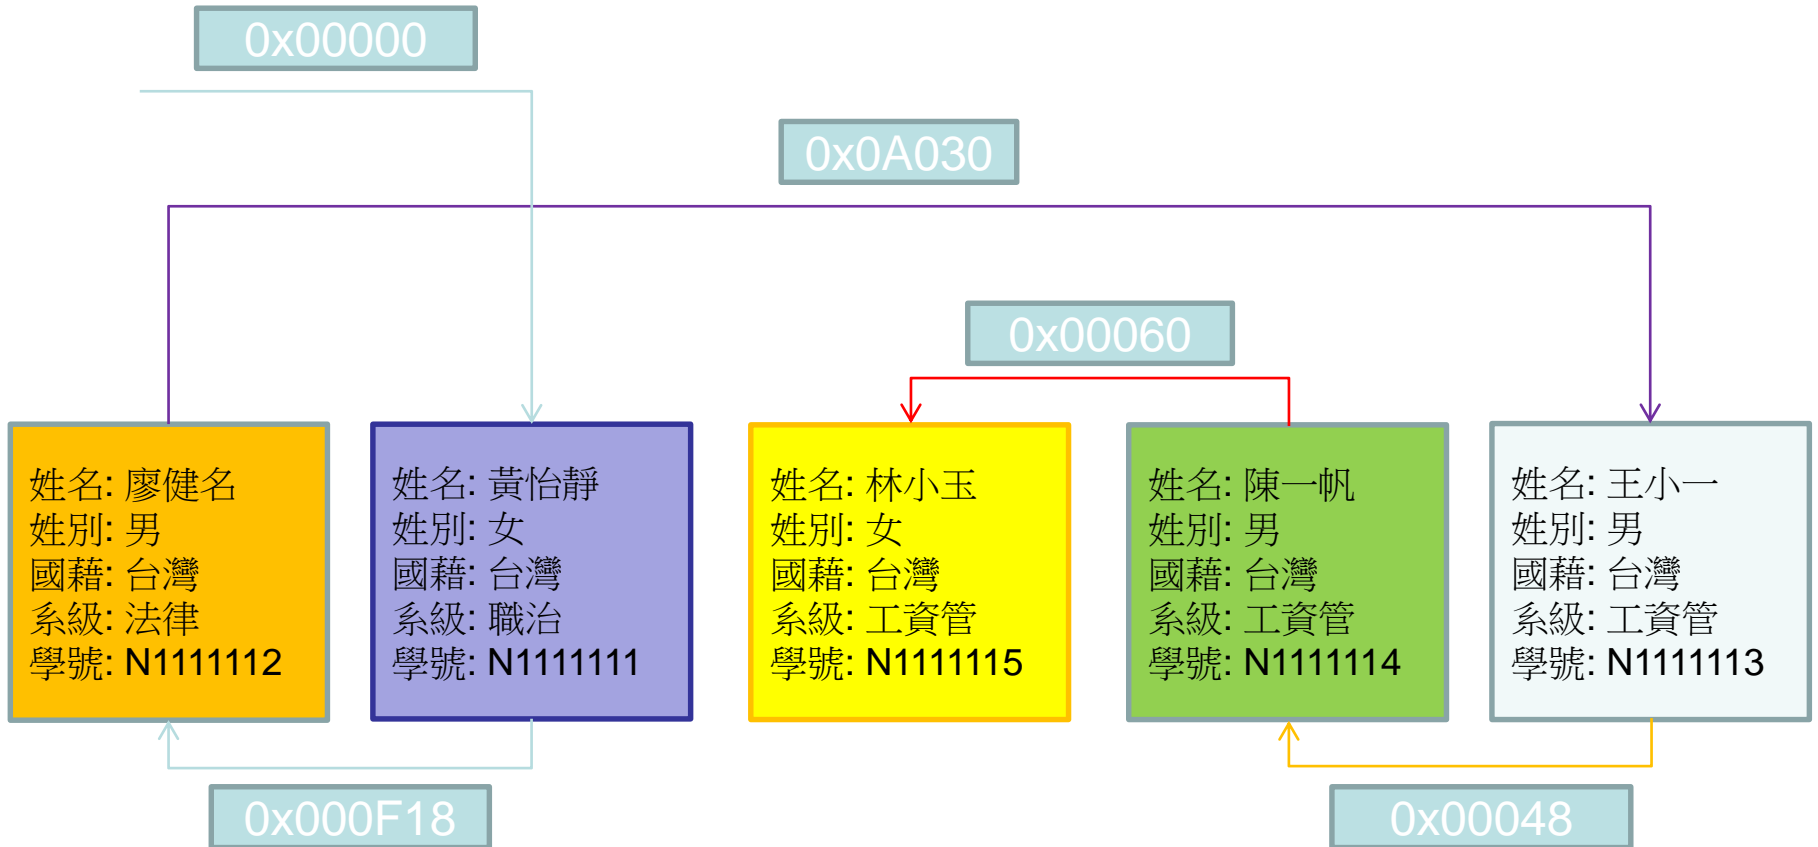 0x00000
0x0A030
0x00060
姓名: 廖健名
姓別: 男
國藉: 台灣
系級: 法律
學號: N1111112
姓名: 黃怡靜
姓別: 女
國藉: 台灣
系級: 職治
學號: N1111111
姓名: 林小玉
姓別: 女
國藉: 台灣
系級: 工資管
學號: N1111115
姓名: 陳一帆
姓別: 男
國藉: 台灣
系級: 工資管
學號: N1111114
姓名: 王小一
姓別: 男
國藉: 台灣
系級: 工資管
學號: N1111113
0x000F18
0x00048